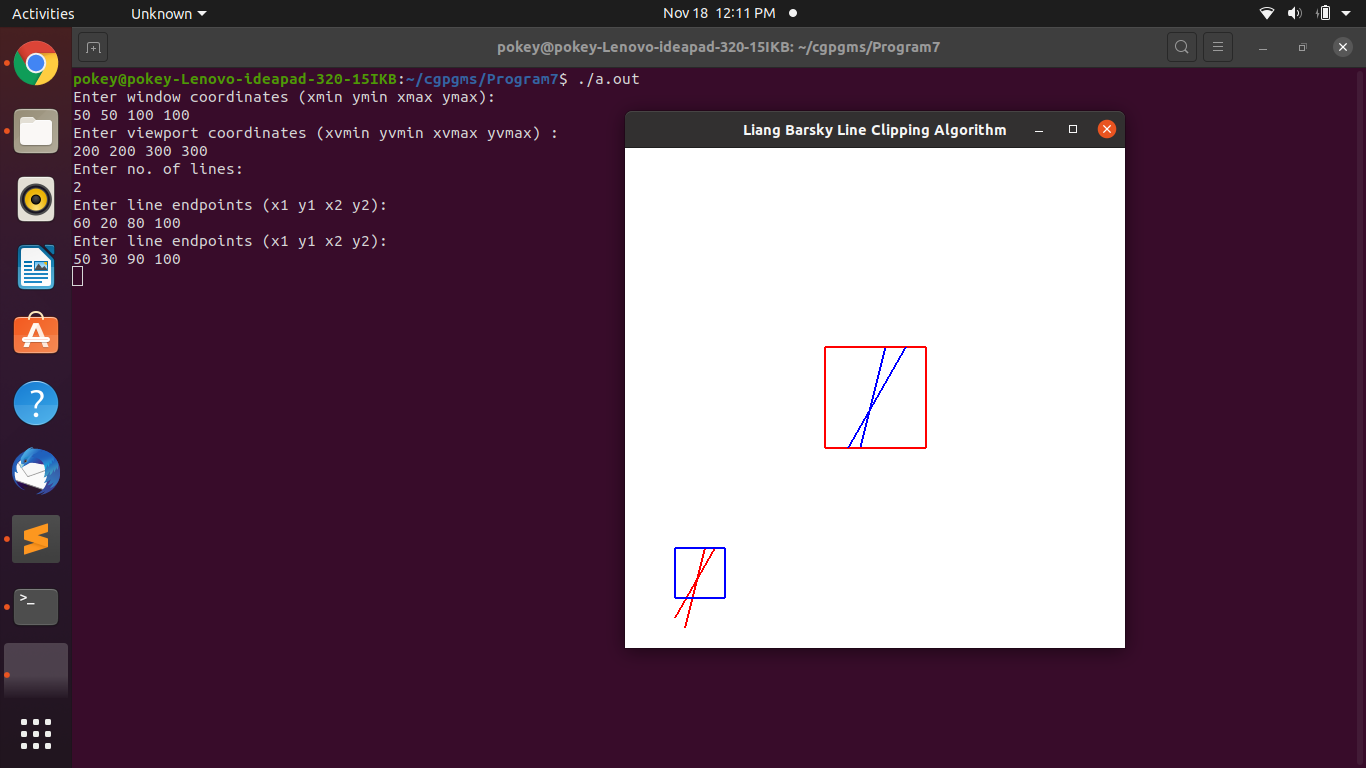 Activities
Unknown
Nov 18 12:11 PM
pokey@pokey-Lenovo-ideapad-320-15IKB: ~/cgpgms/Program7
pokey@pokey-Lenovo-ideapad-320-15IKB:~/cgpgms/Program7$ ./a.out
Enter window coordinates (xmin ymin xmax ymax):
50 50 100 100
Enter viewport coordinates (xvmin yvmin xvmax yvmax) :
200 200 300 300
Enter no. of lines:
2
Enter line endpoints (x1 y1 x2 y2):
60 20 80 100
Enter line endpoints (x1 y1 x2 y2):
50 30 90 100
Liang Barsky Line Clipping Algorithm
>_